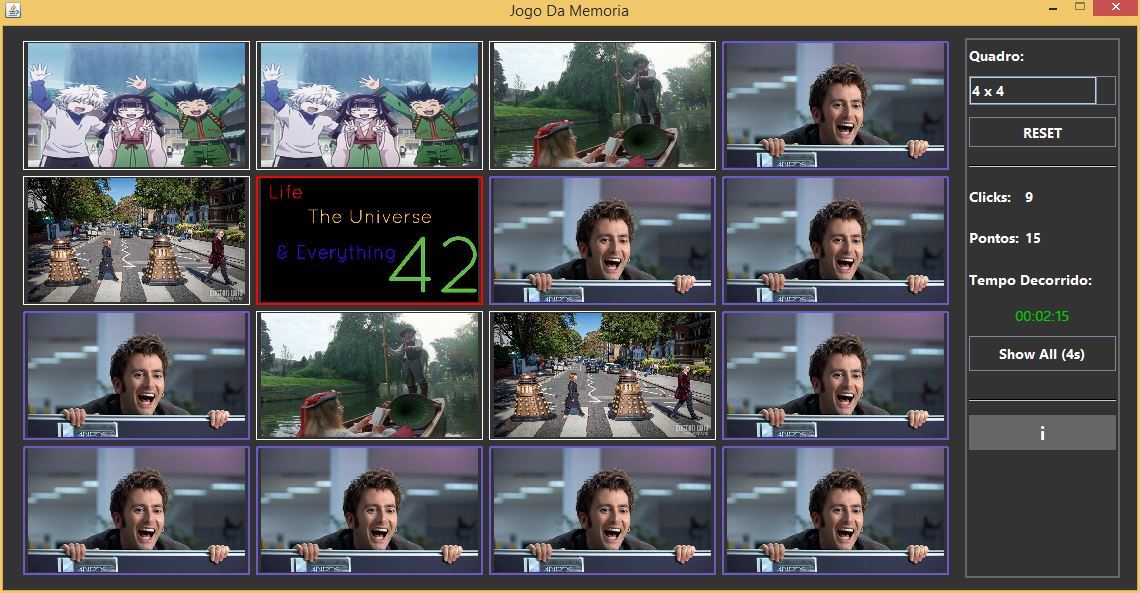 Jogo Da Memoria
Quadro:
4 x 4
RESET
Clicks: 9
Pontos: 15
Tempo Decorrido:
00:02:15
Show All (4s)
i
Life
The Universe
& Everything 42